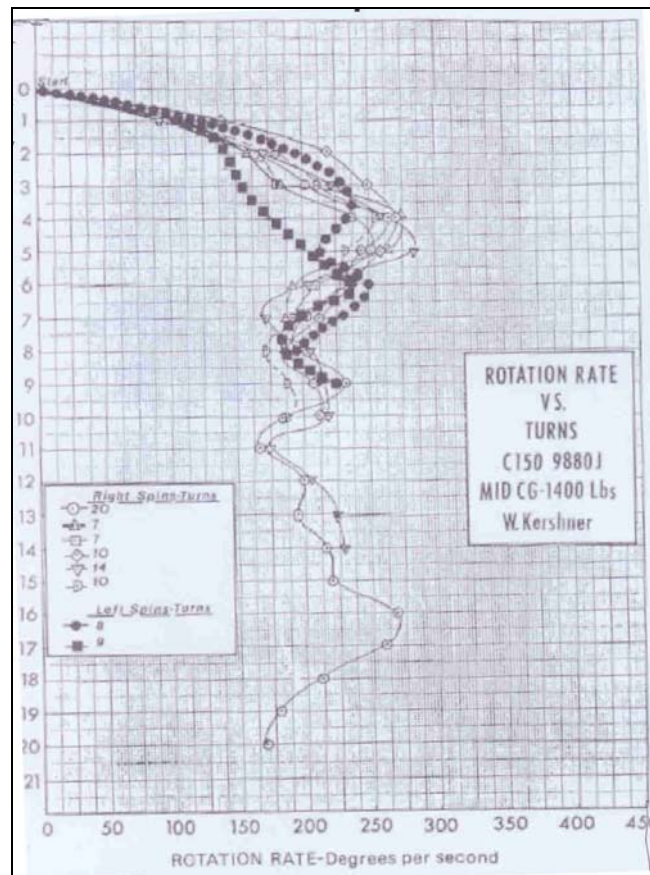 Start
0
1
2
3
4
5
6
7
8
9
10
11
12
13
14
15
16
17
18
19
20
21
ROTATION RATE
VS.
TURNS
C150 9880J
MID CG-1400 Lbs
W. Kershner
Right Spins-Turns
20
7
7
10
14
10
Left Spins-Turns
8
9
0 50 100 150 200 250 300 350 400 450
ROTATION RATE-Degrees per second